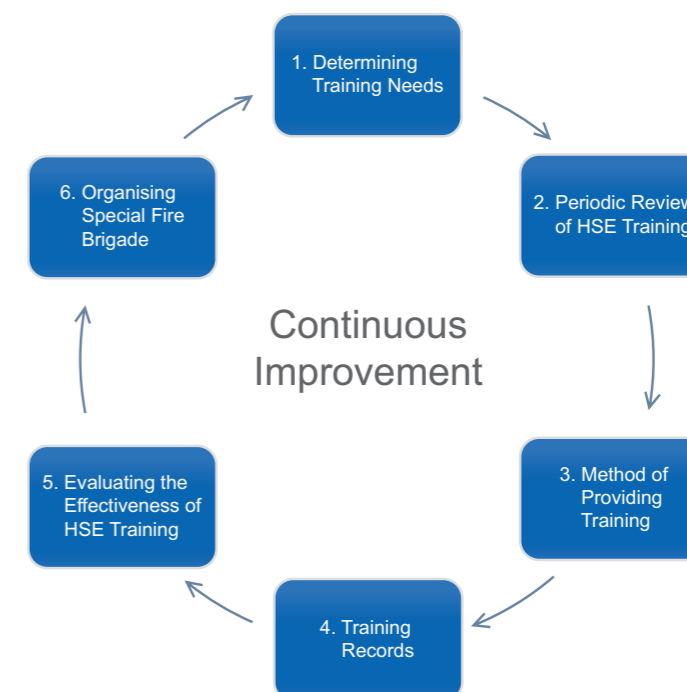 1. Determining
Training Needs
2. Periodic Review
of HSE Training
3. Method of
Providing
Training
4. Training
Records
5. Evaluating the
Effectiveness of
HSE Training
6. Organising
Special Fire
Brigade
Continuous
Improvement